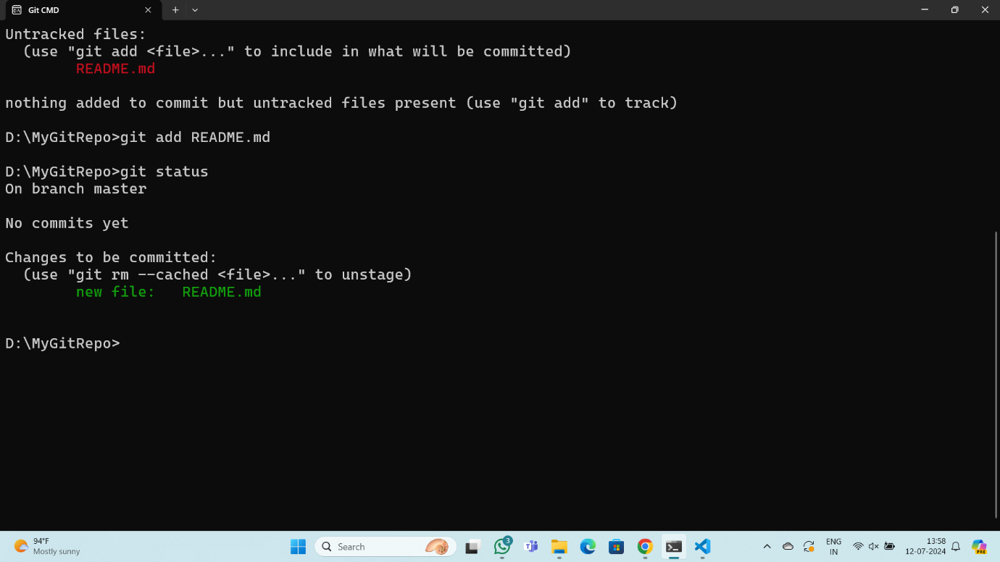 Git CMD
Untracked files:
  (use "git add <file>..." to include in what will be committed)
        README.md

nothing added to commit but untracked files present (use "git add" to track)

D:\MyGitRepo>git add README.md

D:\MyGitRepo>git status
On branch master

No commits yet

Changes to be committed:
  (use "git rm --cached <file>..." to unstage)
        new file:   README.md


D:\MyGitRepo>
94°F
Mostly sunny
Search
3
ENG
IN
13:58
12-07-2024
PRE